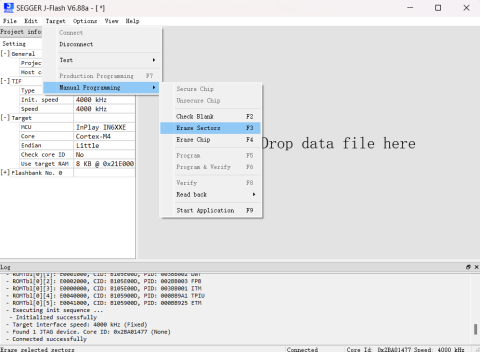 SEGGER J-Flash V6.88a - [ *]
File Edit Target Options View Help
Project info
Connect
Disconnect
Test
Production Programming F7
Manual Programming
Secure Chip
Unsecure Chip
Check Blank F2
Erase Sectors F3
Erase Chip F4
Program F5
Program & Verify F6
Verify F8
Read back
Start Application F9
Setting
[-] General
Projec
Host c
[-] TIF
Type
Init. speed 4000 kHz
Speed 4000 kHz
[-] Target
MCU InPlay IN6XXE
Core Cortex-M4
Endian Little
Check core ID No
Use target RAM 8 KB @ 0x21E000
[+] Flashbank No. 0
Drop data file here
Log
- ROMTbl[0][1]: E0001000, CID: B105E00D, PID: 003BB002 DWT
- ROMTbl[0][2]: E0002000, CID: B105E00D, PID: 002BB003 FPB
- ROMTbl[0][3]: E0000000, CID: B105E00D, PID: 003BB001 ITM
- ROMTbl[0][4]: E0040000, CID: B105900D, PID: 000BB9A1 TPIU
- ROMTbl[0][5]: E0041000, CID: B105900D, PID: 000BB925 ETM
- Executing init sequence ...
- Initialized successfully
- Target interface speed: 4000 kHz (Fixed)
- Found 1 JTAG device. Core ID: 0x2BA01477 (None)
- Connected successfully
Erase selected sectors Connected Core Id: 0x2BA01477 Speed: 4000 kHz